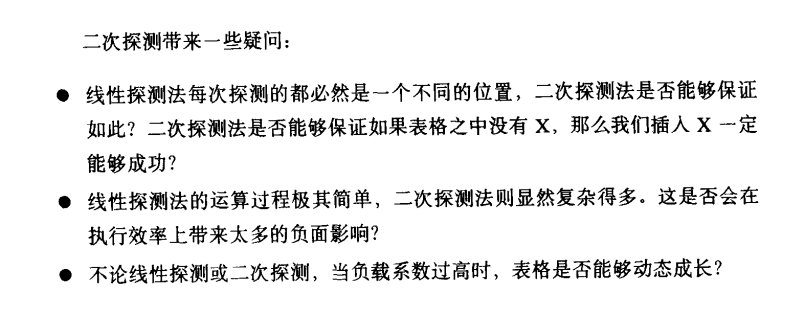 二次探测带来一些疑问：
● 线性探测法每次探测的都必然是一个不同的位置，二次探测法是否能够保证
如此？二次探测法是否能够保证如果表格之中没有 X，那么我们插入 X 一定
能够成功？
● 线性探测法的运算过程极其简单，二次探测法则显然复杂得多。这是否会在
执行效率上带来太多的负面影响？
● 不论线性探测或二次探测，当负载系数过高时，表格是否能够动态成长？